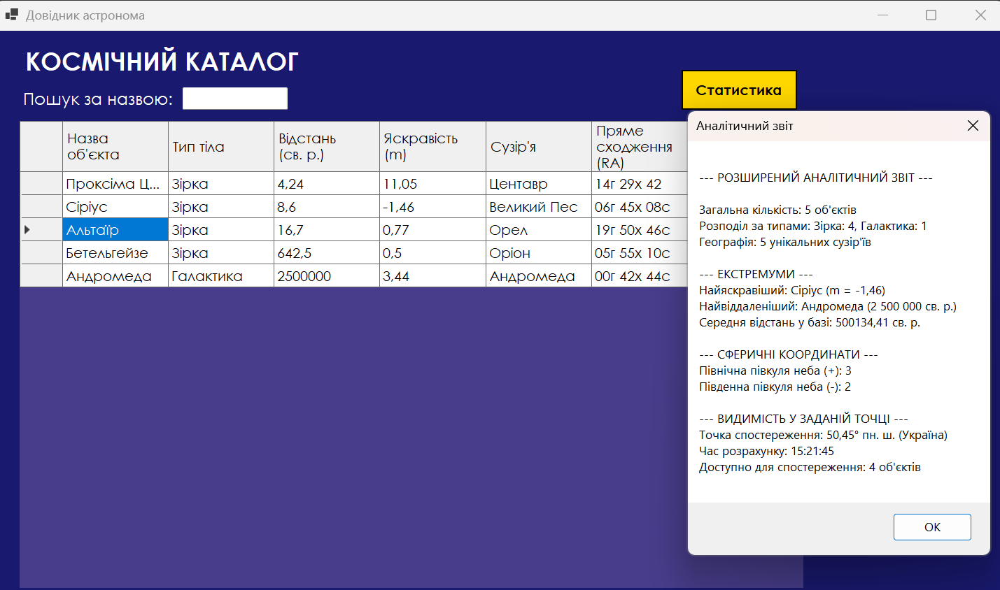 Довідник астронома
КОСМІЧНИЙ КАТАЛОГ
Пошук за назвою:
Статистика
Назва об'єкта Тип тіла Відстань (св. р.) Яскравість (m) Сузір'я Пряме сходження (RA)
Проксіма Ц... Зірка 4,24 11,05 Центавр 14г 29х 42
Сіріус Зірка 8,6 -1,46 Великий Пес 06г 45х 08с
Альтаїр Зірка 16,7 0,77 Орел 19г 50х 46с
Бетельгейзе Зірка 642,5 0,5 Оріон 05г 55х 10с
Андромеда Галактика 2500000 3,44 Андромеда 00г 42х 44с
Аналітичний звіт
--- РОЗШИРЕНИЙ АНАЛІТИЧНИЙ ЗВІТ ---
Загальна кількість: 5 об'єктів
Розподіл за типами: Зірка: 4, Галактика: 1
Географія: 5 унікальних сузір'їв
--- ЕКСТРЕМУМИ ---
Найяскравіший: Сіріус (m = -1,46)
Найвіддаленіший: Андромеда (2 500 000 св. р.)
Середня відстань у базі: 500134,41 св. р.
--- СФЕРИЧНІ КООРДИНАТИ ---
Північна півкуля неба (+): 3
Південна півкуля неба (-): 2
--- ВИДИМІСТЬ У ЗАДАНІЙ ТОЧЦІ ---
Точка спостереження: 50,45° пн. ш. (Україна)
Час розрахунку: 15:21:45
Доступно для спостереження: 4 об'єктів
ОК